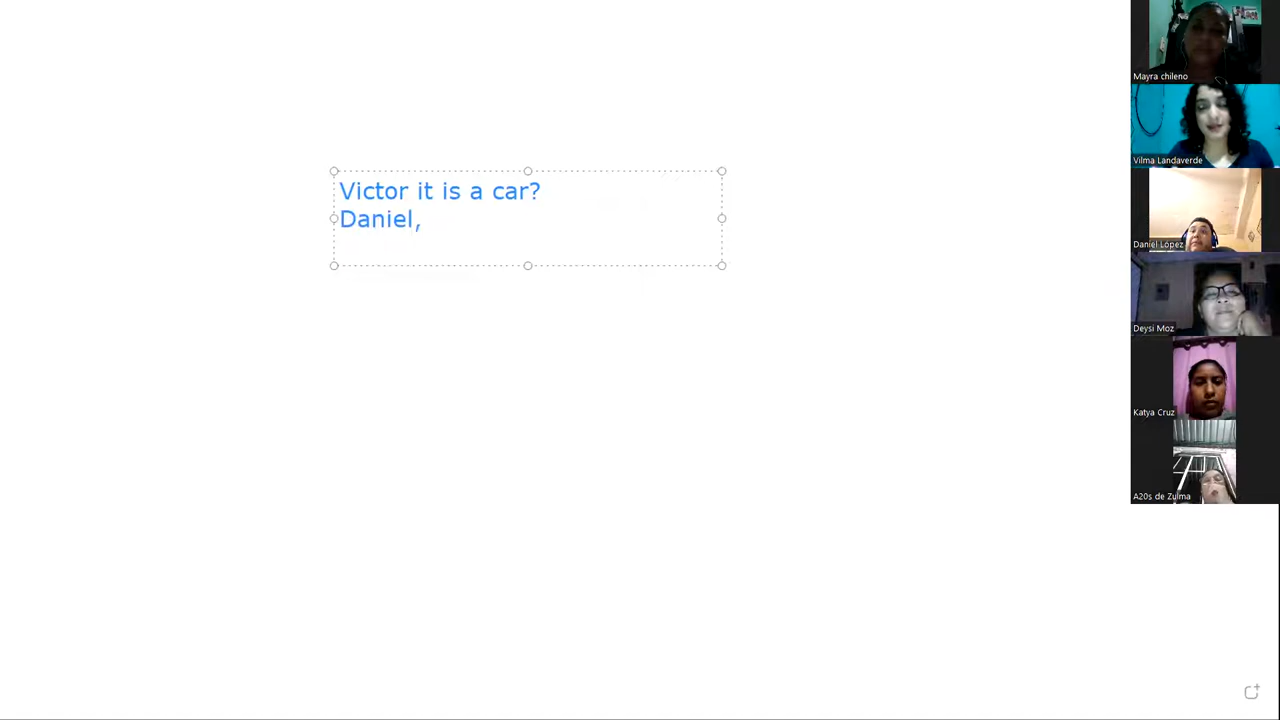 Victor it is a car?
Daniel,
Mayra chileno
Vilma Landaverde
Daniel López
Deysi Moz
Katya Cruz
A20s de Zulma